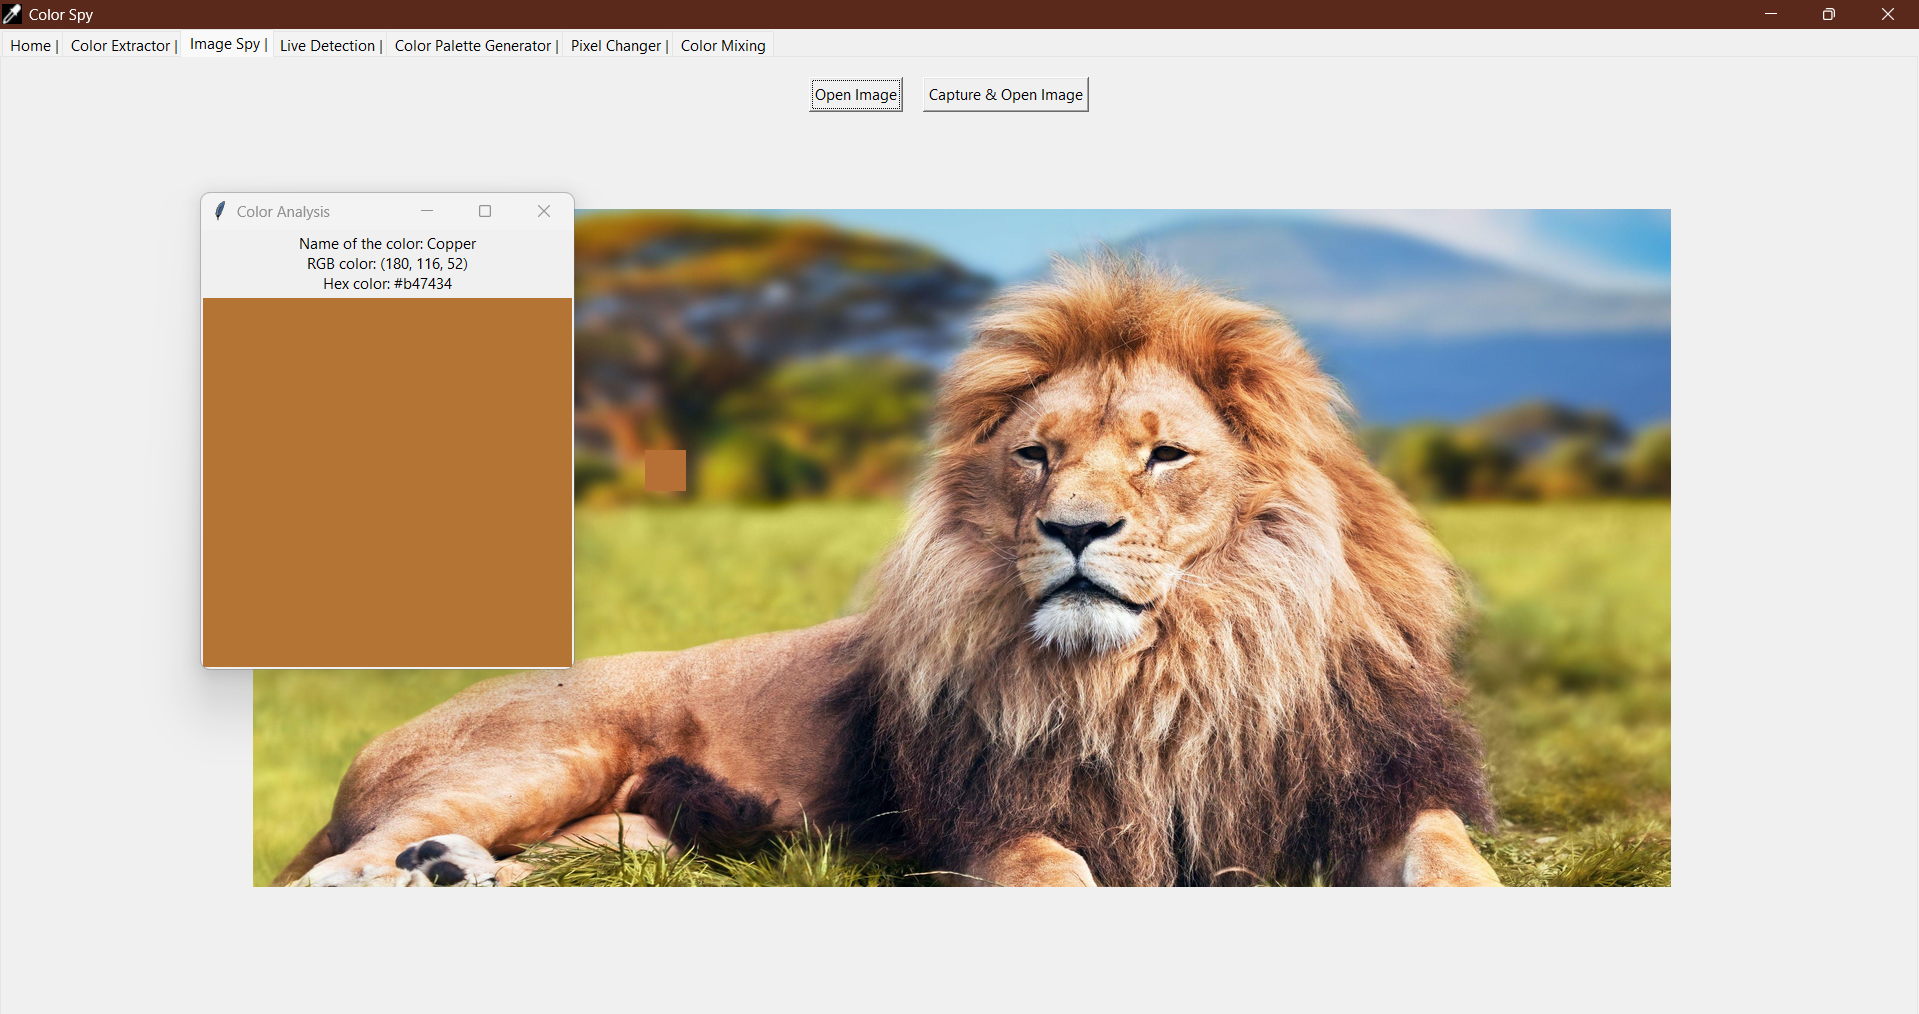 Color Spy
Home | Color Extractor | Image Spy | Live Detection | Color Palette Generator | Pixel Changer | Color Mixing
Open Image Capture & Open Image
Color Analysis
Name of the color: Copper
RGB color: (180, 116, 52)
Hex color: #b47434